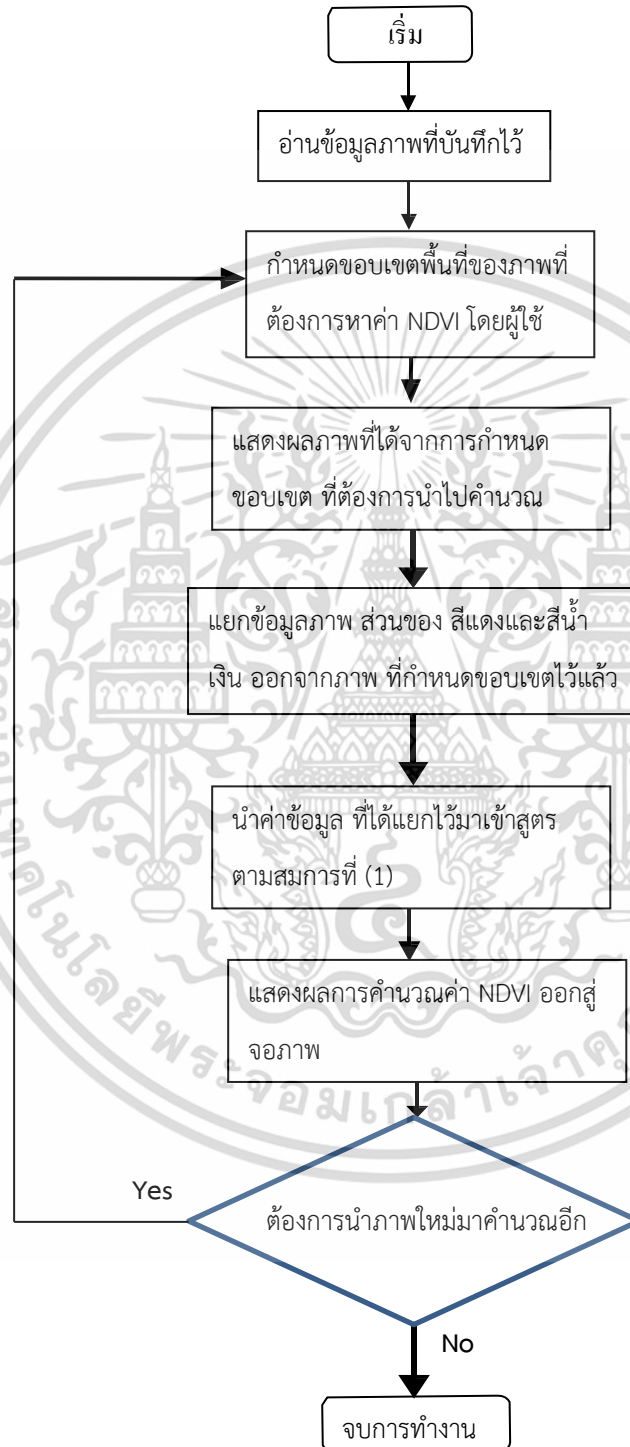 เริ่ม
อ่านข้อมูลภาพที่บันทึกไว้
กำหนดขอบเขตพื้นที่ของภาพที่
ต้องการหาค่า NDVI โดยผู้ใช้
แสดงผลภาพที่ได้จากการกำหนด
ขอบเขต ที่ต้องการนำไปคำนวณ
แยกข้อมูลภาพ ส่วนของ สีแดงและสีน้ำ
เงิน ออกจากภาพ ที่กำหนดขอบเขตไว้แล้ว
นำค่าข้อมูล ที่ได้แยกไว้มาเข้าสูตร
ตามสมการที่ (1)
แสดงผลการคำนวณค่า NDVI ออกสู่
จอภาพ
Yes
ต้องการนำภาพใหม่มาคำนวณอีก
No
จบการทำงาน